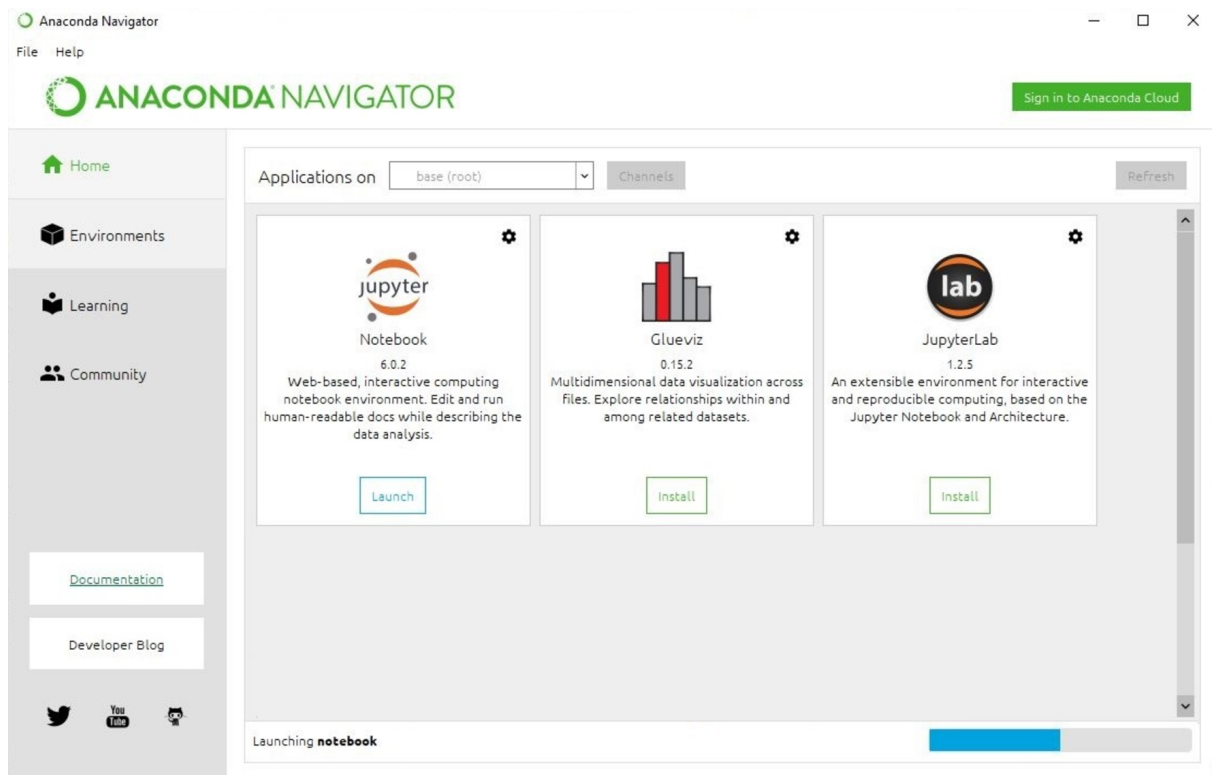 Anaconda Navigator
File Help
ANACONDA NAVIGATOR
Sign in to Anaconda Cloud
Home
Environments
Learning
Community
Documentation
Developer Blog
You
Tube
Applications on base (root) Channels Refresh
jupyter
Notebook
6.0.2
Web-based, interactive computing
notebook environment. Edit and run
human-readable docs while describing the
data analysis.
Launch
Glueviz
0.15.2
Multidimensional data visualization across
files. Explore relationships within and
among related datasets.
Install
lab
JupyterLab
1.2.5
An extensible environment for interactive
and reproducible computing, based on the
Jupyter Notebook and Architecture.
Install
Launching notebook